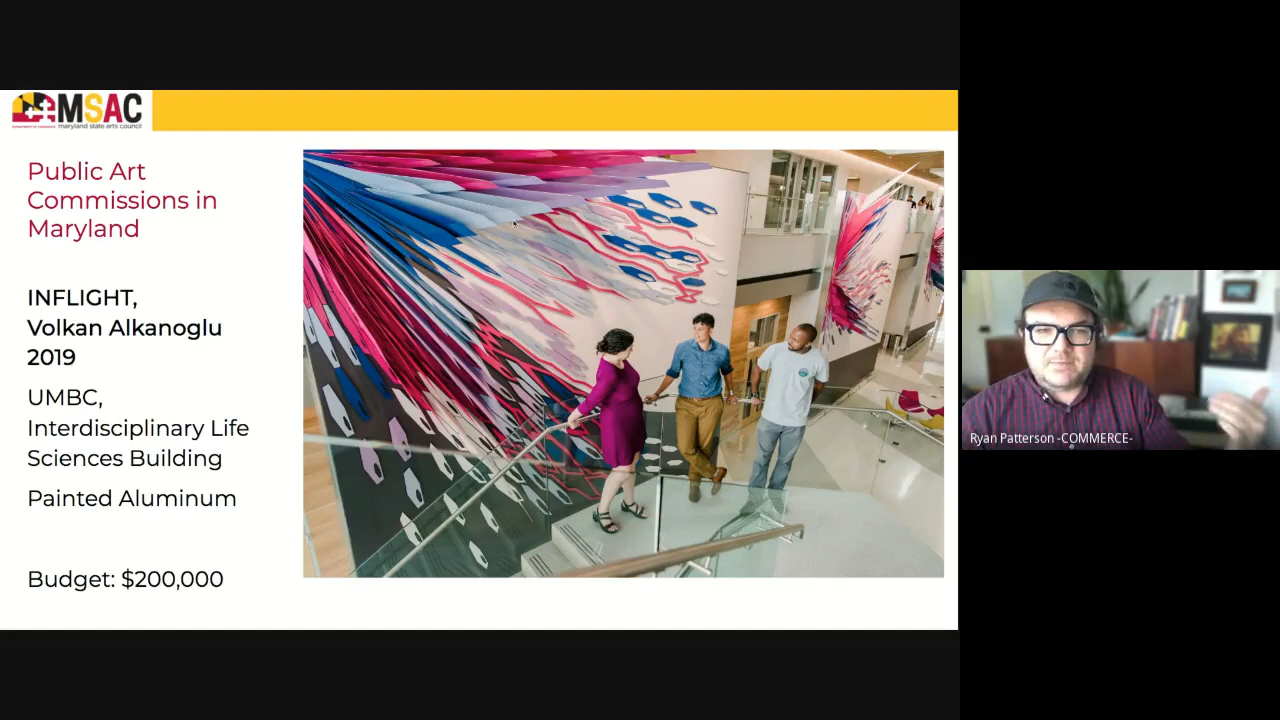 MSAC
maryland state arts council
Public Art
Commissions in
Maryland
INFLIGHT,
Volkan Alkanoglu
2019
UMBC,
Interdisciplinary Life
Sciences Building
Painted Aluminum
Budget: $200,000
Ryan Patterson -COMMERCE-